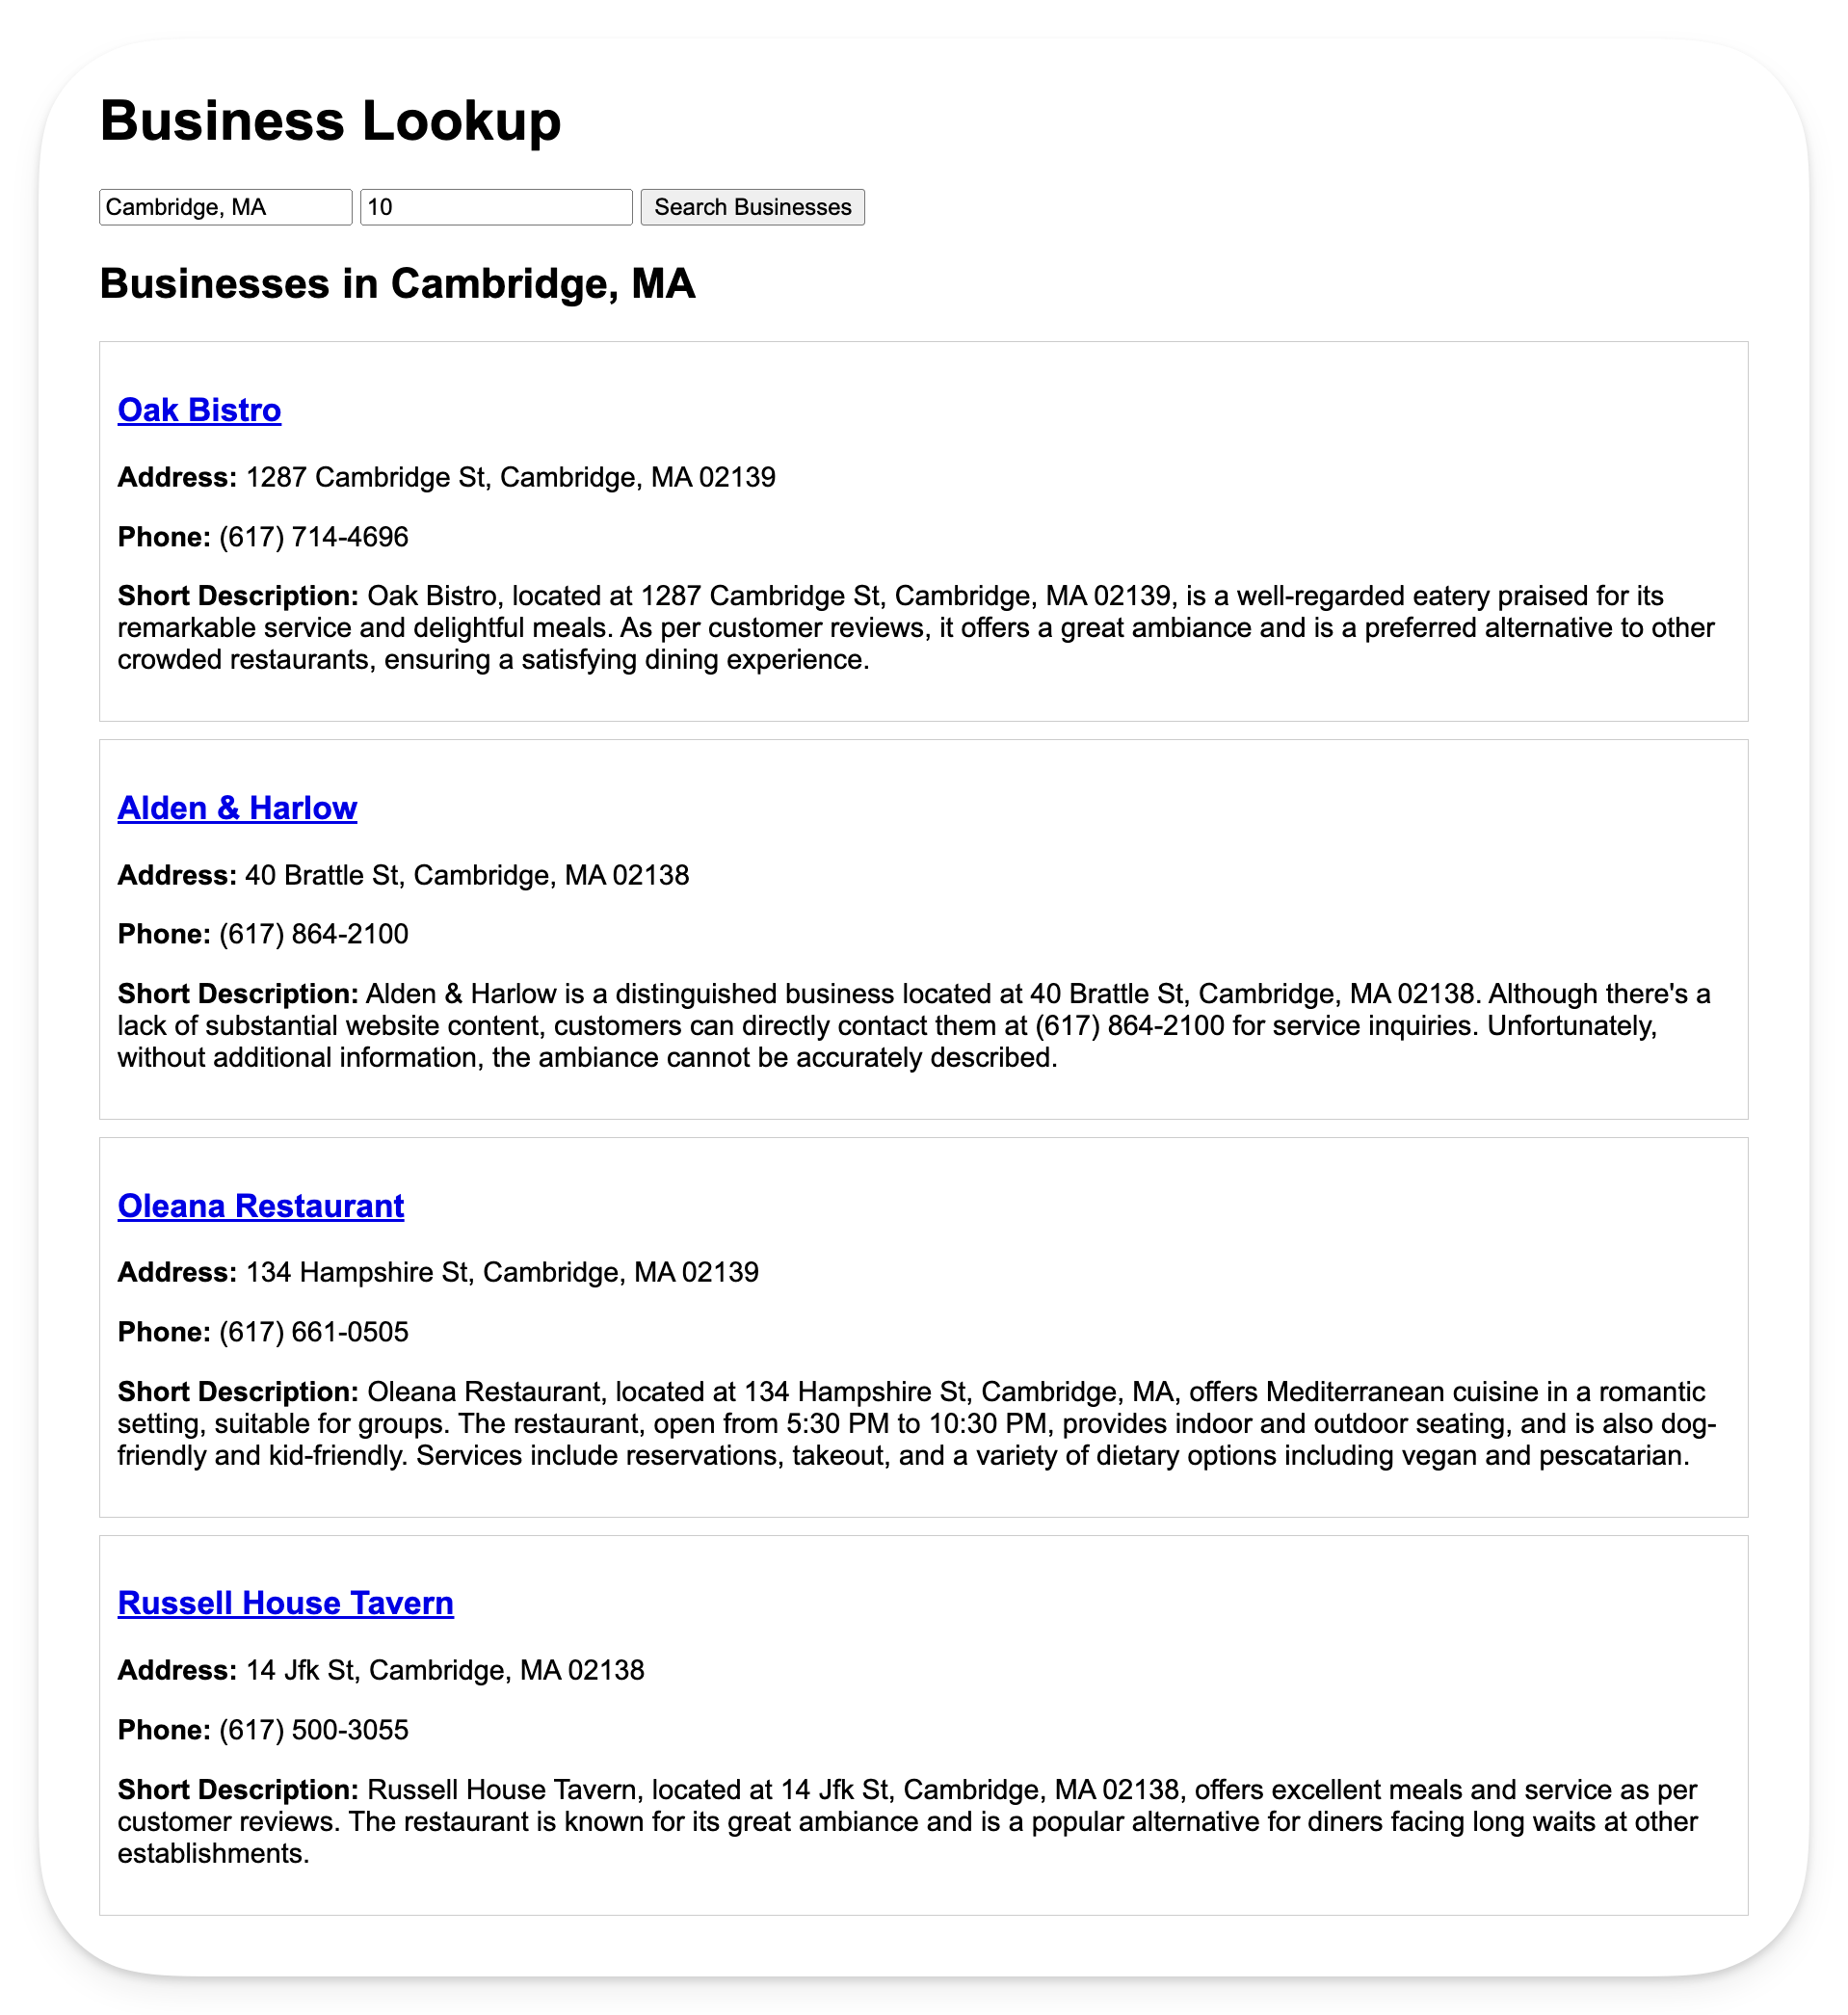 Business Lookup
Cambridge, MA 10 Search Businesses
Businesses in Cambridge, MA
Oak Bistro
Address: 1287 Cambridge St, Cambridge, MA 02139
Phone: (617) 714-4696
Short Description: Oak Bistro, located at 1287 Cambridge St, Cambridge, MA 02139, is a well-regarded eatery praised for its
remarkable service and delightful meals. As per customer reviews, it offers a great ambiance and is a preferred alternative to other
crowded restaurants, ensuring a satisfying dining experience.
Alden & Harlow
Address: 40 Brattle St, Cambridge, MA 02138
Phone: (617) 864-2100
Short Description: Alden & Harlow is a distinguished business located at 40 Brattle St, Cambridge, MA 02138. Although there's a
lack of substantial website content, customers can directly contact them at (617) 864-2100 for service inquiries. Unfortunately,
without additional information, the ambiance cannot be accurately described.
Oleana Restaurant
Address: 134 Hampshire St, Cambridge, MA 02139
Phone: (617) 661-0505
Short Description: Oleana Restaurant, located at 134 Hampshire St, Cambridge, MA, offers Mediterranean cuisine in a romantic
setting, suitable for groups. The restaurant, open from 5:30 PM to 10:30 PM, provides indoor and outdoor seating, and is also dog-
friendly and kid-friendly. Services include reservations, takeout, and a variety of dietary options including vegan and pescatarian.
Russell House Tavern
Address: 14 Jfk St, Cambridge, MA 02138
Phone: (617) 500-3055
Short Description: Russell House Tavern, located at 14 Jfk St, Cambridge, MA 02138, offers excellent meals and service as per
customer reviews. The restaurant is known for its great ambiance and is a popular alternative for diners facing long waits at other
establishments.